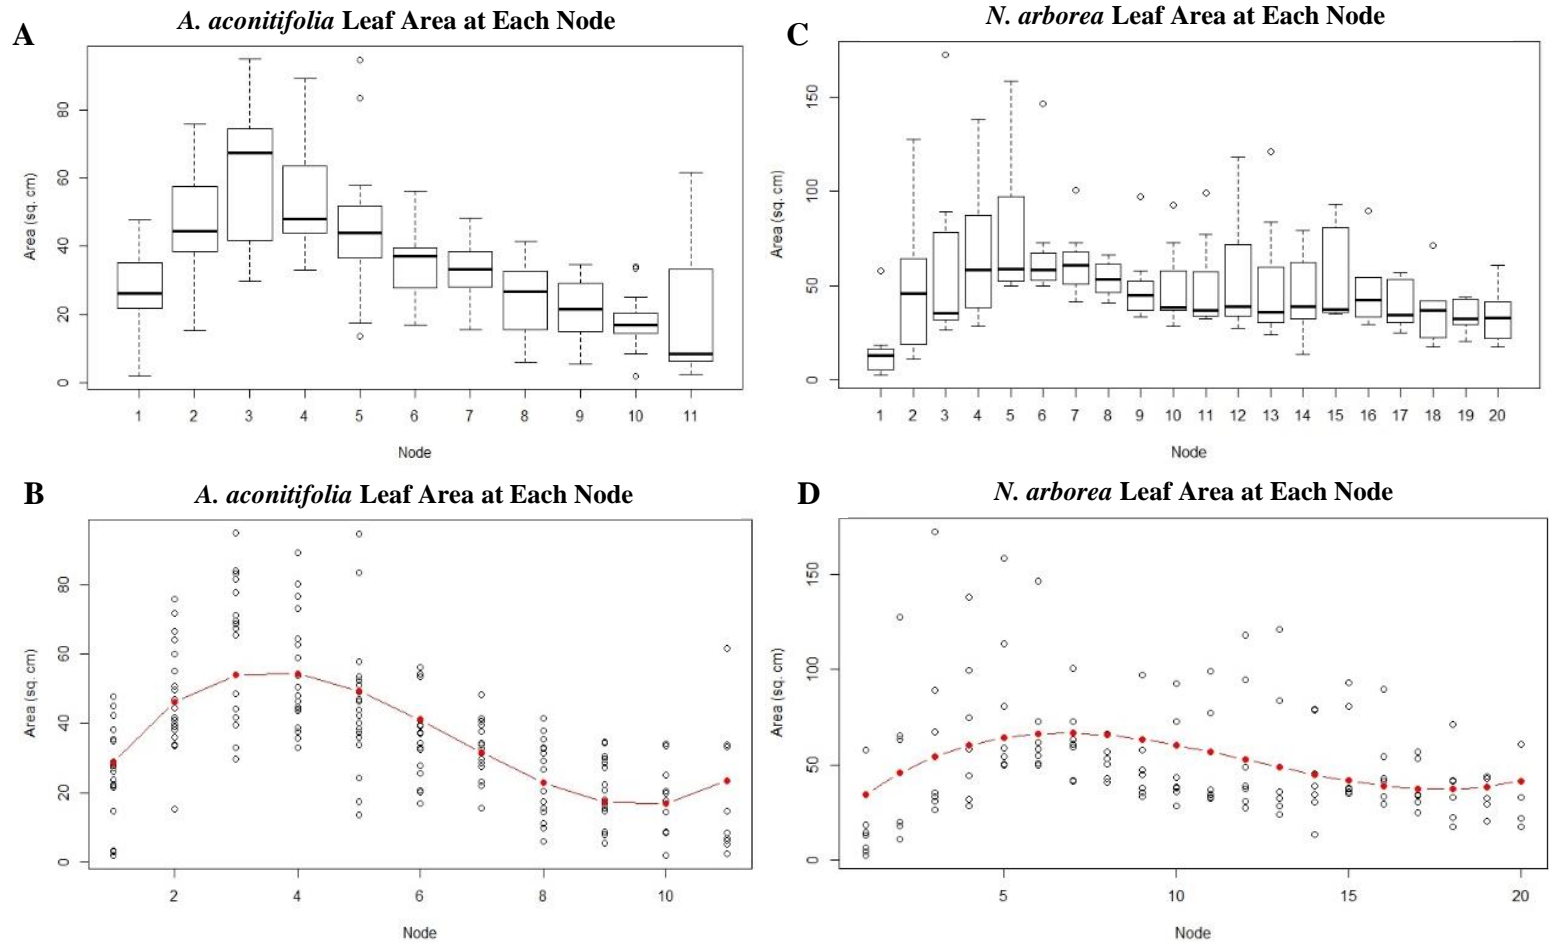 A
A. aconitifolia Leaf Area at Each Node
Area (sq. cm)
0 20 40 60 80
1 2 3 4 5 6 7 8 9 10 11
Node
C
N. arborea Leaf Area at Each Node
Area (sq. cm)
0 50 100 150
1 2 3 4 5 6 7 8 9 10 11 12 13 14 15 16 17 18 19 20
Node
B
A. aconitifolia Leaf Area at Each Node
Area (sq. cm)
0 20 40 60 80
2 4 6 8 10
Node
D
N. arborea Leaf Area at Each Node
Area (sq. cm)
0 50 100 150
5 10 15 20
Node